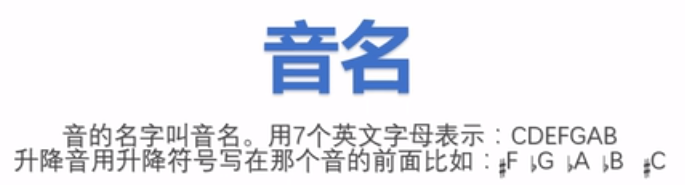 音名
音的名字叫音名。用7个英文字母表示：CDEFGAB
升降音用升降符号写在那个音的前面比如：♯F ♭G ♭A ♭B ♯C